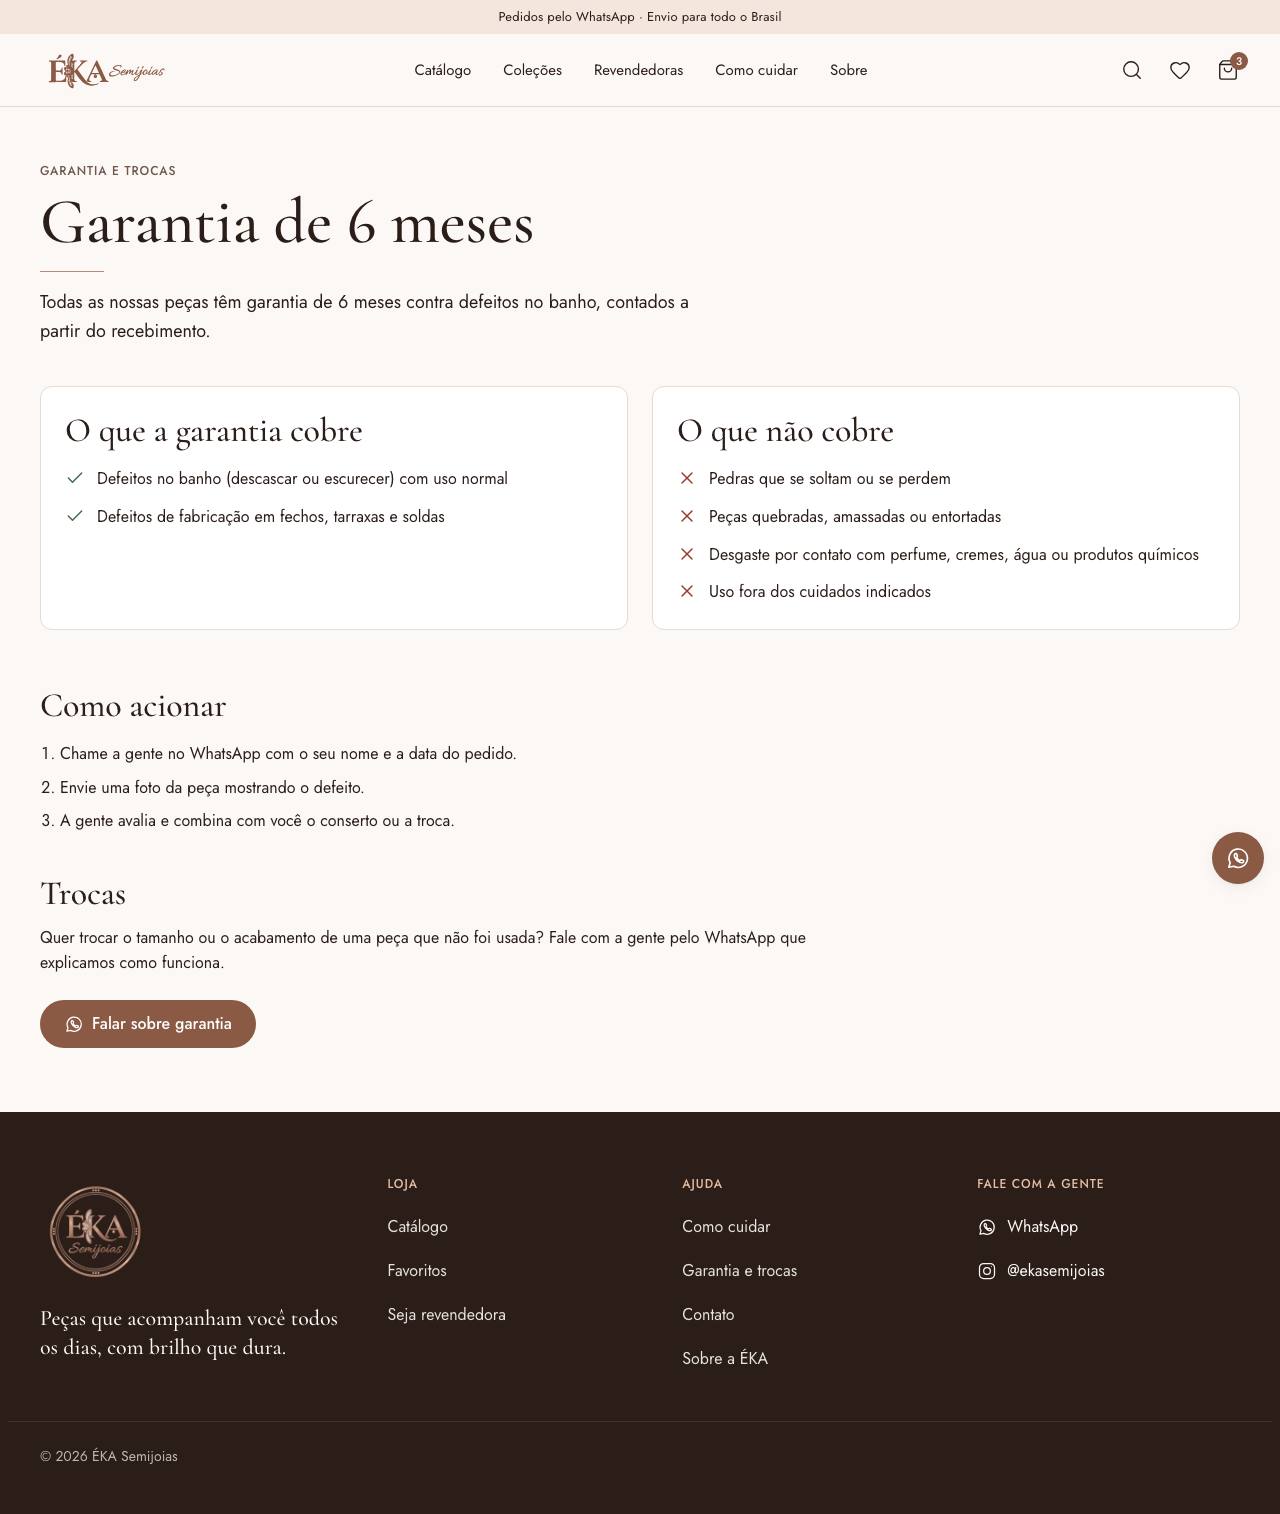 Pedidos pelo WhatsApp · Envio para todo o Brasil
ÉKA Semijoias
Catálogo
Coleções
Revendedoras
Como cuidar
Sobre
3
GARANTIA E TROCAS
Garantia de 6 meses
Todas as nossas peças têm garantia de 6 meses contra defeitos no banho, contados a
partir do recebimento.
O que a garantia cobre
Defeitos no banho (descascar ou escurecer) com uso normal
Defeitos de fabricação em fechos, tarraxas e soldas
O que não cobre
Pedras que se soltam ou se perdem
Peças quebradas, amassadas ou entortadas
Desgaste por contato com perfume, cremes, água ou produtos químicos
Uso fora dos cuidados indicados
Como acionar
1. Chame a gente no WhatsApp com o seu nome e a data do pedido.
2. Envie uma foto da peça mostrando o defeito.
3. A gente avalia e combina com você o conserto ou a troca.
Trocas
Quer trocar o tamanho ou o acabamento de uma peça que não foi usada? Fale com a gente pelo WhatsApp que
explicamos como funciona.
Falar sobre garantia
ÉKA
Semijoias
Peças que acompanham você todos
os dias, com brilho que dura.
LOJA
Catálogo
Favoritos
Seja revendedora
AJUDA
Como cuidar
Garantia e trocas
Contato
Sobre a ÉKA
FALE COM A GENTE
WhatsApp
@ekasemijoias
© 2026 ÉKA Semijoias